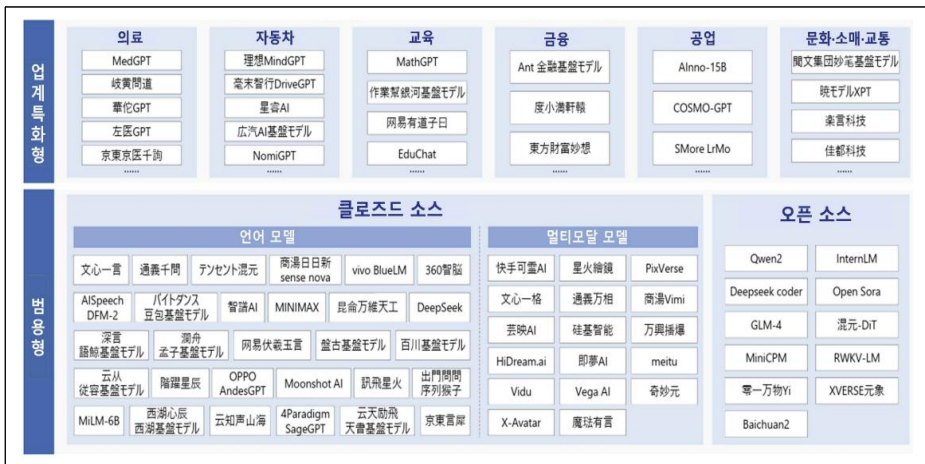 업계특화형
의료
MedGPT
岐黄問道
華佗GPT
左医GPT
京東京医千詢
......
자동차
理想MindGPT
毫末智行DriveGPT
星睿AI
広汽AI基盤モデル
NomiGPT
......
교육
MathGPT
作業幫銀河基盤モデル
网易有道子日
EduChat
......
금융
Ant 金融基盤モデル
度小満軒轅
東方財富妙想
......
공업
AInno-15B
COSMO-GPT
SMore LrMo
......
문화·소매·교통
閲文集団妙笔基盤モデル
暁モデルXPT
楽言科技
佳都科技
......
범용형
클로즈드 소스
언어 모델
文心一言
通義千問
テンセント混元
商湯日日新
sense nova
vivo BlueLM
360智脳
AISpeech
DFM-2
バイトダンス
豆包基盤モデル
智譜AI
MINIMAX
昆侖万維天工
DeepSeek
深言
語鯨基盤モデル
瀾舟
孟子基盤モデル
网易伏羲玉言
盤古基盤モデル
百川基盤モデル
云从
従容基盤モデル
階躍星辰
OPPO
AndesGPT
Moonshot AI
訊飛星火
出門問問
序列猴子
MiLM-6B
西湖心辰
西湖基盤モデル
云知声山海
4Paradigm
SageGPT
云天励飛
天書基盤モデル
京東言犀
멀티모달 모델
快手可霊AI
星火繪鏡
PixVerse
文心一格
通義万相
商湯Vimi
芸映AI
硅基智能
万興播爆
HiDream.ai
即夢AI
meitu
Vidu
Vega AI
奇妙元
X-Avatar
魔珐有言
오픈 소스
Qwen2
InternLM
Deepseek coder
Open Sora
GLM-4
混元-DiT
MiniCPM
RWKV-LM
零一万物Yi
XVERSE元象
Baichuan2